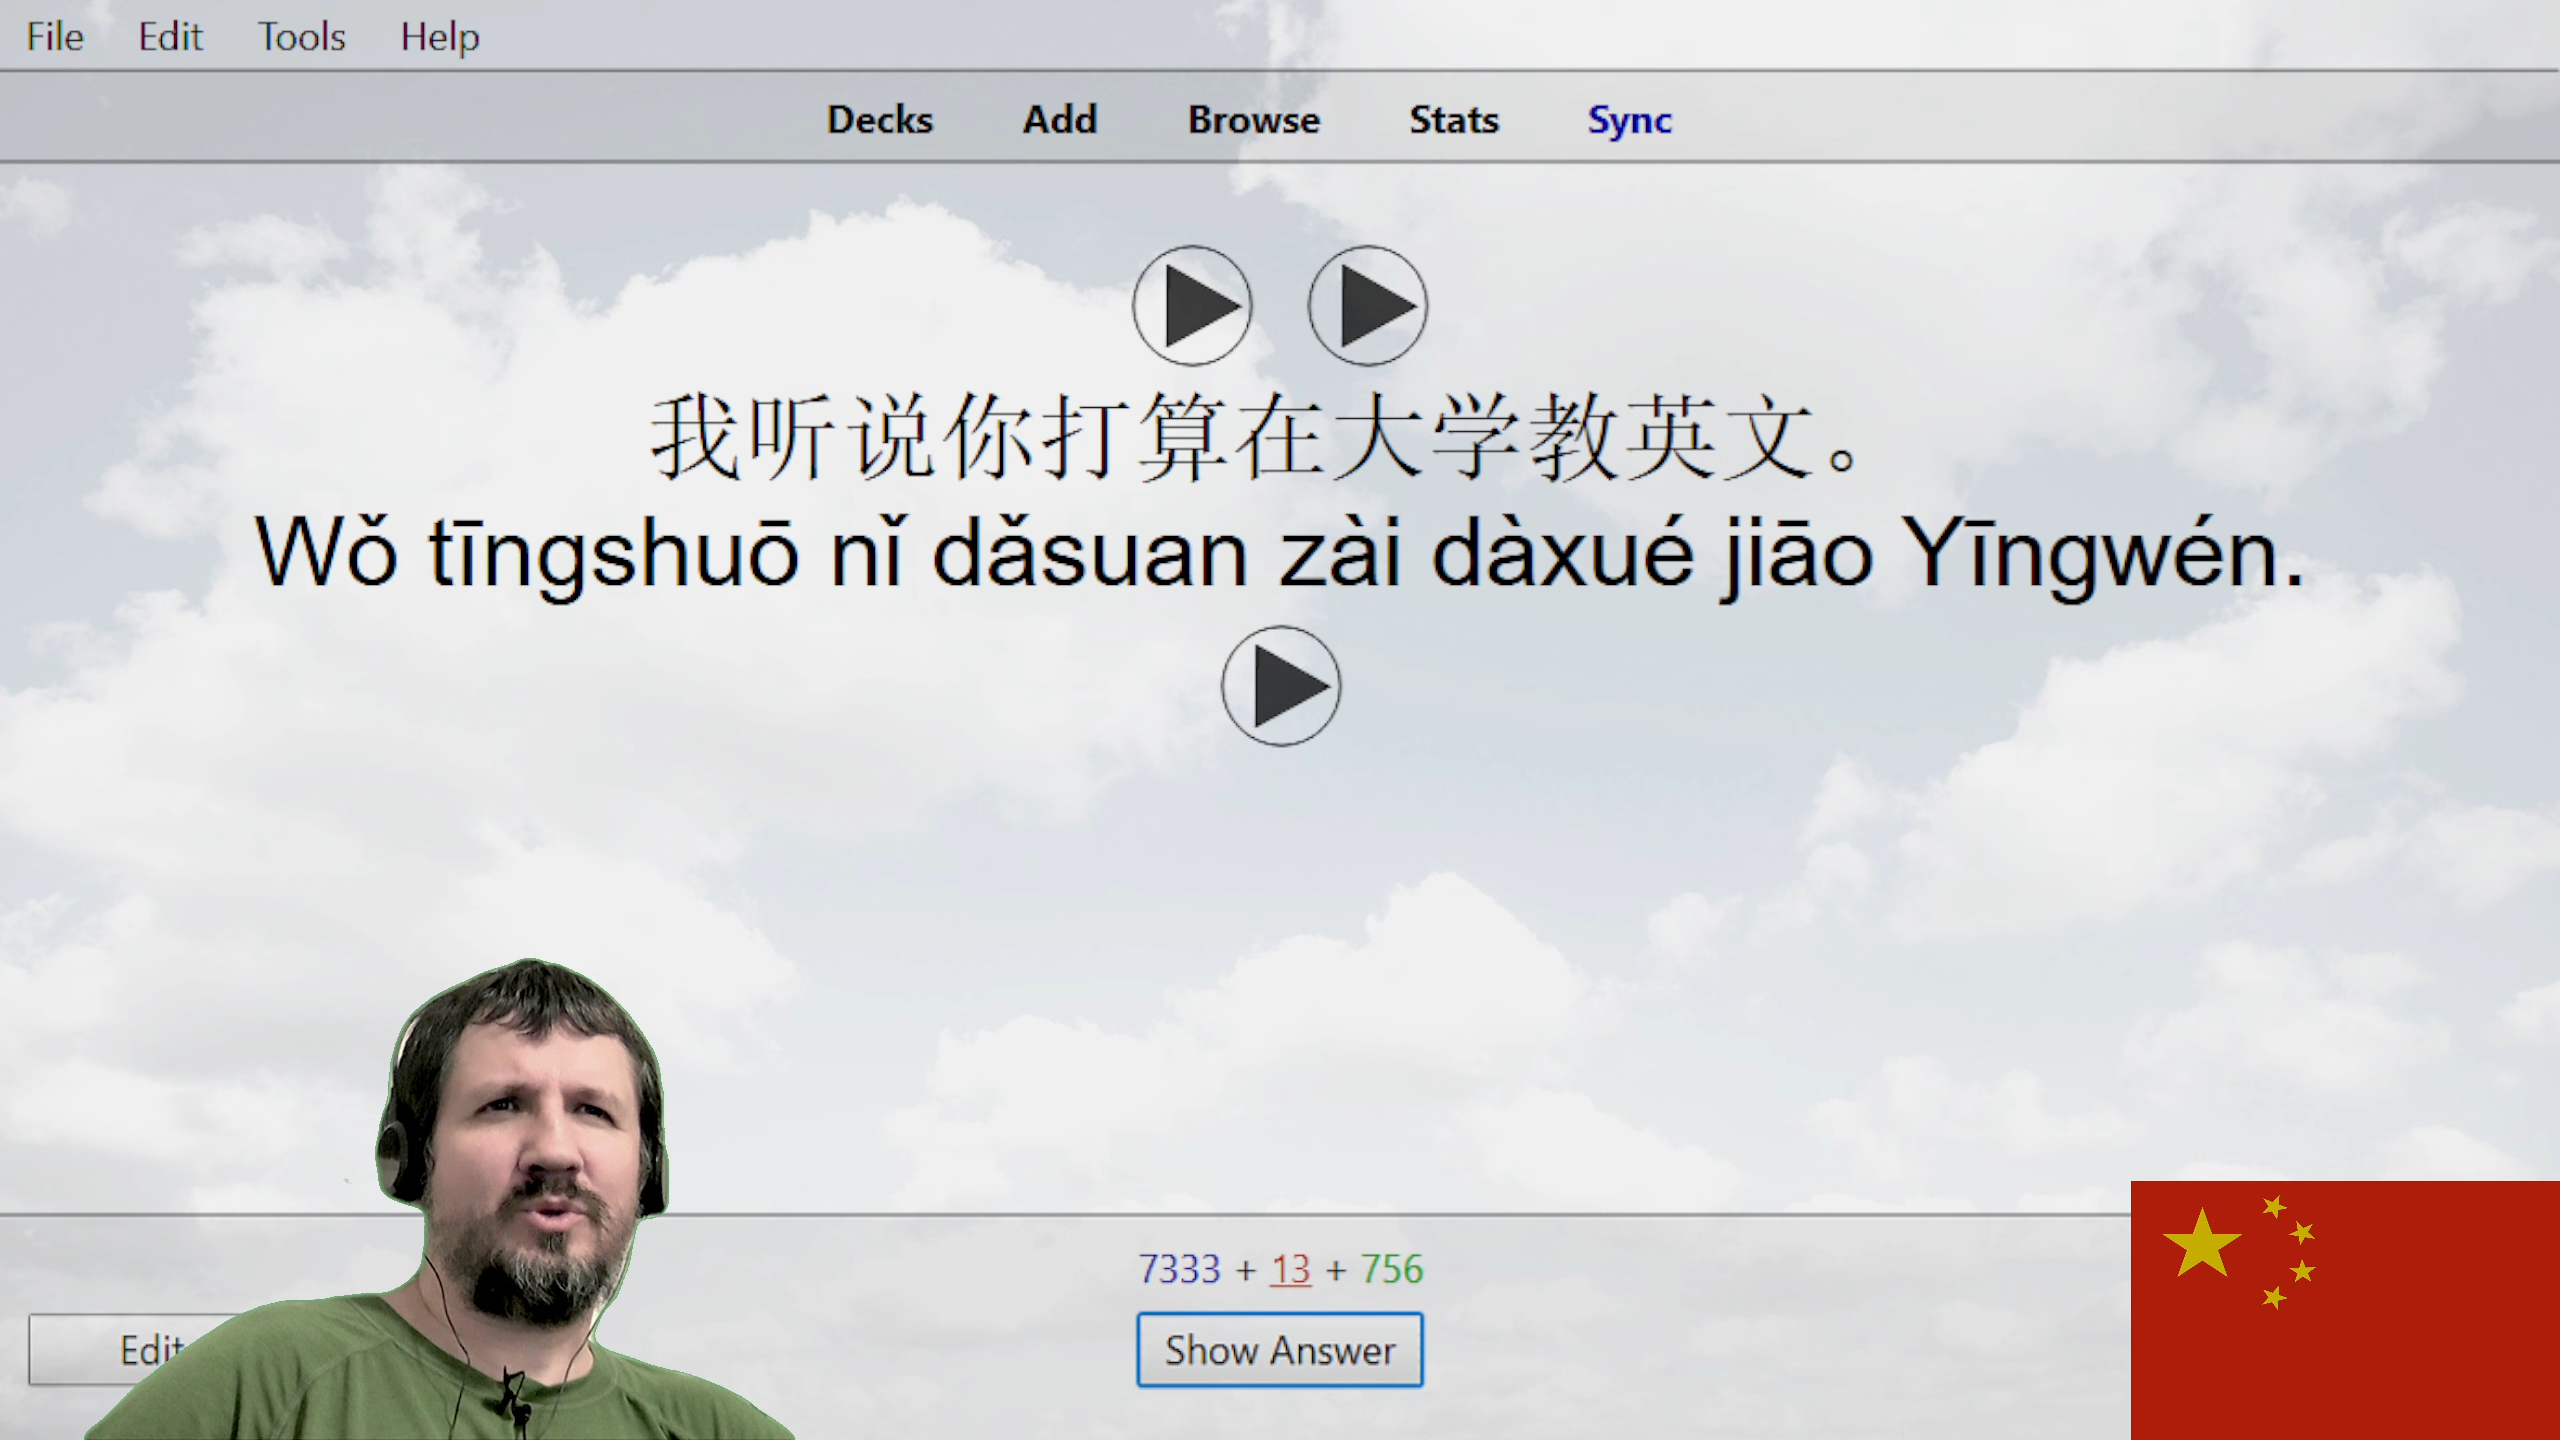 File Edit Tools Help
Decks Add Browse Stats Sync
我听说你打算在大学教英文。
Wǒ tīngshuō nǐ dǎsuan zài dàxué jiāo Yīngwén.
7333 + 13 + 756
Edit
Show Answer